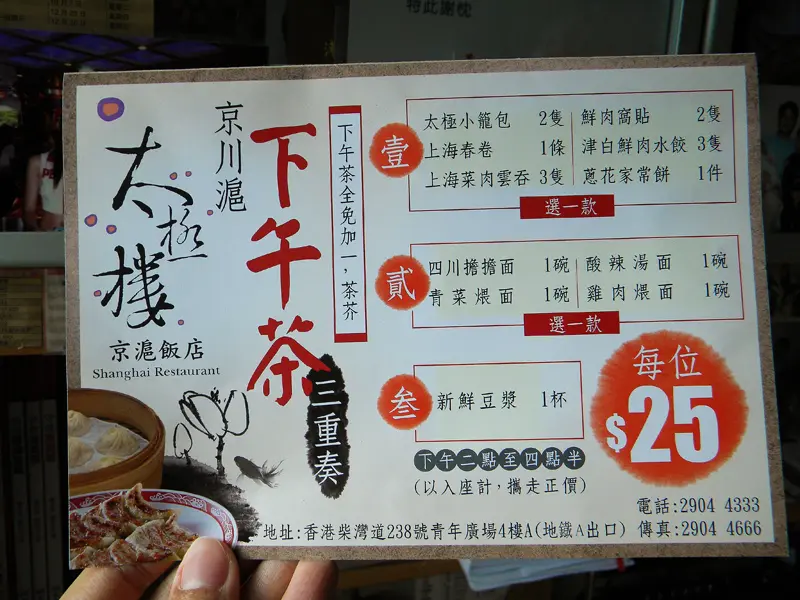 特此謝枕
太極樓
京滬飯店
Shanghai Restaurant
京川滬
下午茶
三重奏
下午茶全免加一，茶芥
壹
太極小籠包 2隻
鮮肉窩貼 2隻
上海春卷 1條
津白鮮肉水餃 3隻
上海菜肉雲吞 3隻
蔥花家常餅 1件
選一款
貳
四川擔擔面 1碗
酸辣湯面 1碗
青菜煨面 1碗
雞肉煨面 1碗
選一款
叁
新鮮豆漿 1杯
每位
$25
下午二點至四點半
(以入座計，攜走正價)
電話:2904 4333
地址:香港柴灣道238號青年廣場4樓A(地鐵A出口) 傳真:2904 4666